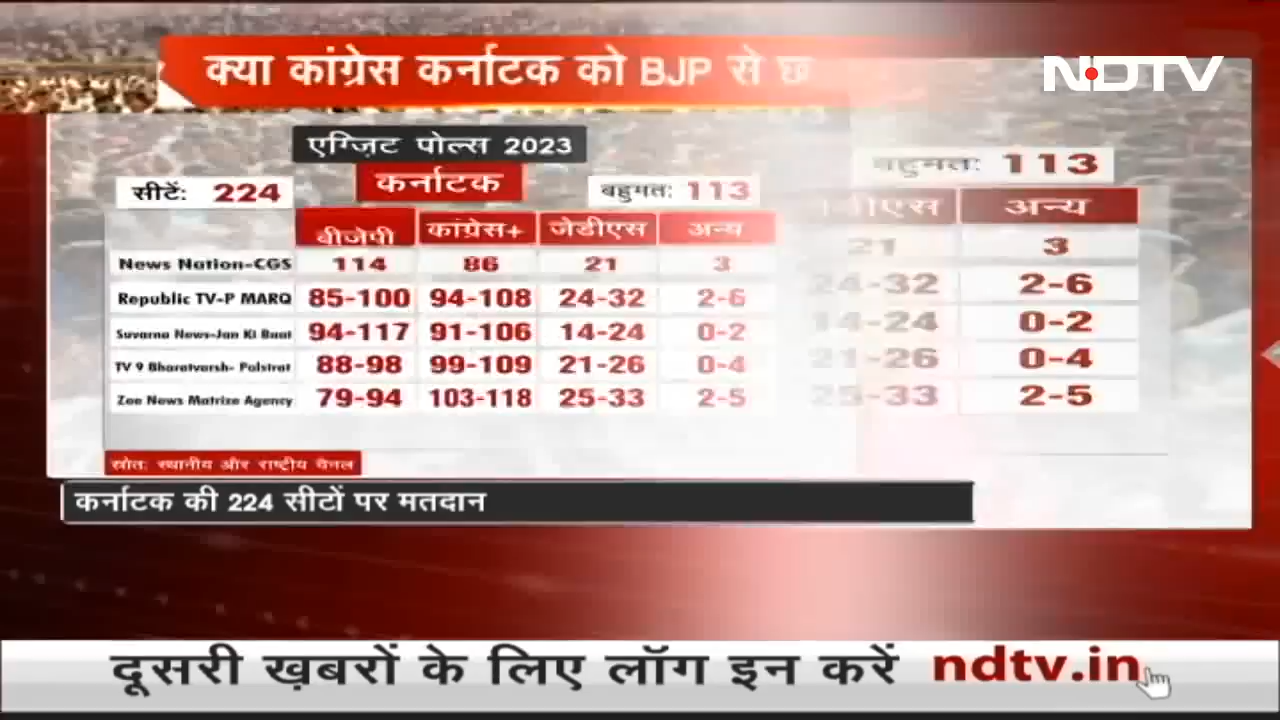 क्या कांग्रेस कर्नाटक को BJP से छ
NDTV
एग्ज़िट पोल्स 2023
सीटें: 224 कर्नाटक बहुमत: 113 बहुमत: 113
बीजेपी कांग्रेस+ जेडीएस अन्य डीएस अन्य
News Nation-CGS 114 86 21 3 21 3
Republic TV-P MARQ 85-100 94-108 24-32 2-6 24-32 2-6
Suvarna News-Jan Ki Baat 94-117 91-106 14-24 0-2 14-24 0-2
TV 9 Bharatvarsh- Polstrat 88-98 99-109 21-26 0-4 21-26 0-4
Zee News Matrize Agency 79-94 103-118 25-33 2-5 25-33 2-5
स्रोत: स्थानीय और राष्ट्रीय चैनल
कर्नाटक की 224 सीटों पर मतदान
दूसरी ख़बरों के लिए लॉग इन करें ndtv.in